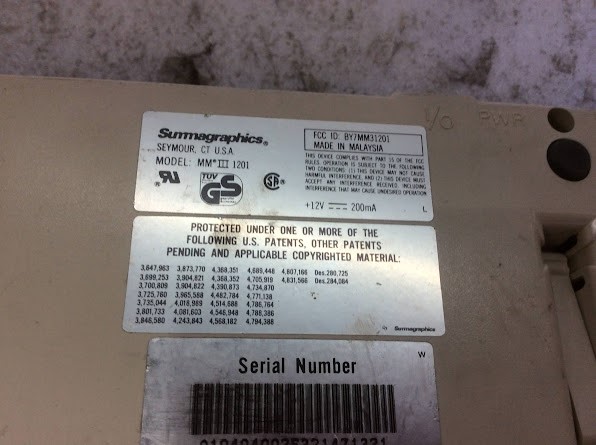 I/O PWR
Summagraphics®
SEYMOUR, CT U.S.A.
MODEL: MM® III 1201
TUV
GS
FCC ID: BY7MM31201
MADE IN MALAYSIA
THIS DEVICE COMPLIES WITH PART 15 OF THE FCC
RULES. OPERATION IS SUBJECT TO THE FOLLOWING
TWO CONDITIONS: (1) THIS DEVICE MAY NOT CAUSE
HARMFUL INTERFERENCE, AND (2) THIS DEVICE MUST
ACCEPT ANY INTERFERENCE RECEIVED, INCLUDING
INTERFERENCE THAT MAY CAUSE UNDESIRED OPERATION
+12V 200mA L
PROTECTED UNDER ONE OR MORE OF THE
FOLLOWING U.S. PATENTS, OTHER PATENTS
PENDING AND APPLICABLE COPYRIGHTED MATERIAL:
3,647,963 3,873,770 4,368,351 4,689,448 4,807,166 Des.280,725
3,699,253 3,904,821 4,368,352 4,705,919 4,831,566 Des.284,084
3,700,809 3,904,822 4,390,873 4,734,870
3,725,760 3,965,588 4,482,784 4,771,138
3,735,044 4,018,989 4,514,688 4,786,764
3,801,733 4,081,603 4,546,948 4,788,386
3,846,580 4,243,843 4,568,182 4,794,388
Summagraphics
W
Serial Number